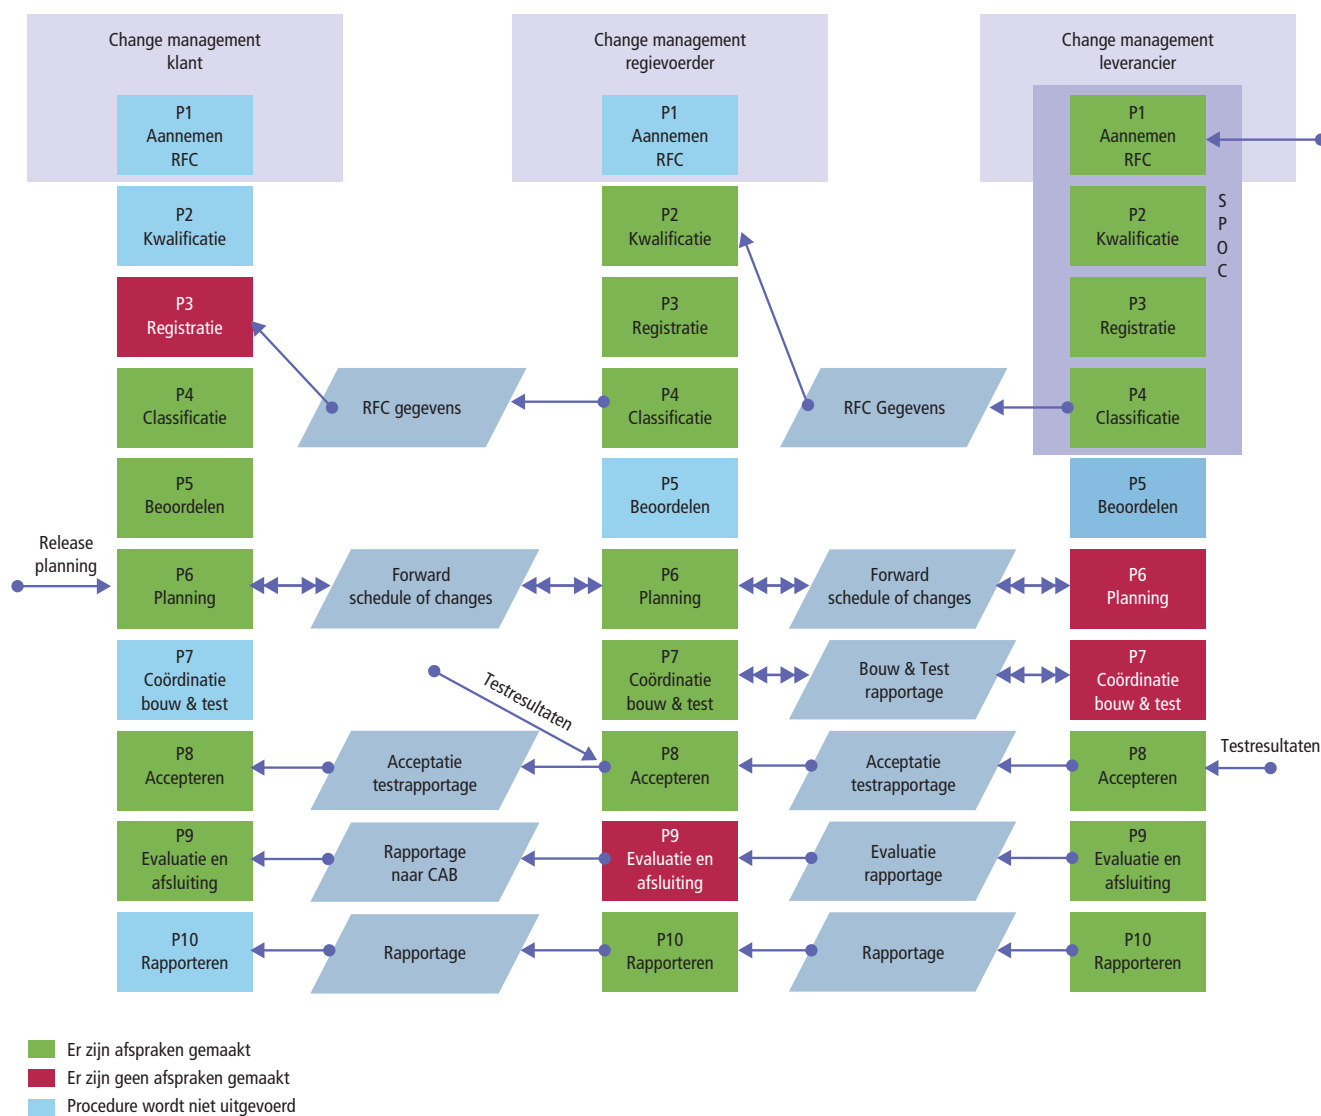 Change management
klant
Change management
regievoerder
Change management
leverancier
P1
Aannemen
RFC
P1
Aannemen
RFC
P1
Aannemen
RFC
P2
Kwalificatie
P2
Kwalificatie
P2
Kwalificatie
S
P
O
C
P3
Registratie
P3
Registratie
P3
Registratie
P4
Classificatie
RFC gegevens
P4
Classificatie
RFC Gegevens
P4
Classificatie
P5
Beoordelen
P5
Beoordelen
P5
Beoordelen
Release
planning
P6
Planning
Forward
schedule of changes
P6
Planning
Forward
schedule of changes
P6
Planning
P7
Coördinatie
bouw & test
Testresultaten
P7
Coördinatie
bouw & test
Bouw & Test
rapportage
P7
Coördinatie
bouw & test
P8
Accepteren
Acceptatie
testrapportage
P8
Accepteren
Acceptatie
testrapportage
P8
Accepteren
Testresultaten
P9
Evaluatie en
afsluiting
Rapportage
naar CAB
P9
Evaluatie en
afsluiting
Evaluatie
rapportage
P9
Evaluatie en
afsluiting
P10
Rapporteren
Rapportage
P10
Rapporteren
Rapportage
P10
Rapporteren
Er zijn afspraken gemaakt
Er zijn geen afspraken gemaakt
Procedure wordt niet uitgevoerd